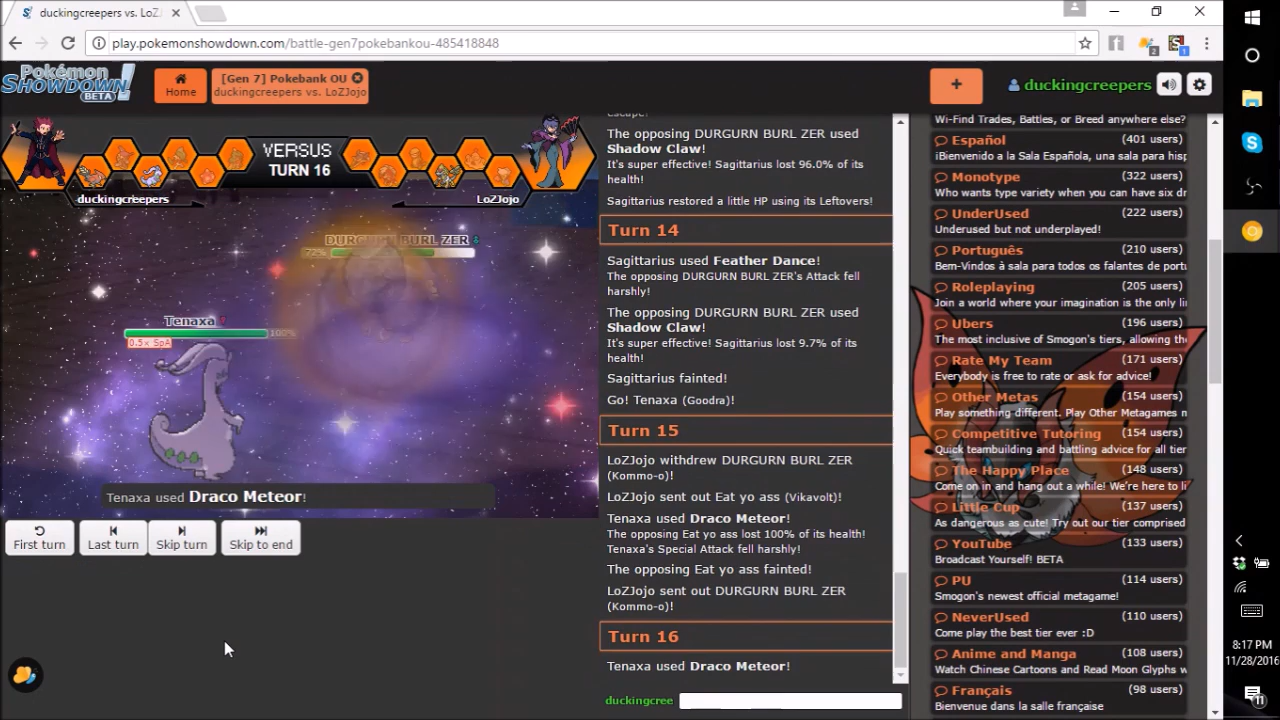 duckingcreepers vs. LoZJ
play.pokemonshowdown.com/battle-gen7pokebankou-485418848
2
1
Pokémon
SHOWDOWN!
BETA
Home
[Gen 7] Pokebank OU
duckingcreepers vs. LoZJojo
+
duckingcreepers
VERSUS
TURN 16
duckingcreepers
LoZJojo
DURGURN BURL ZER
Tenaxa
100%
0.5x SpA
Tenaxa used Draco Meteor!
First turn
Last turn
Skip turn
Skip to end
escape!
The opposing DURGURN BURL ZER used
Shadow Claw!
It's super effective! Sagittarius lost 96.0% of its
health!
Sagittarius restored a little HP using its Leftovers!
Turn 14
Sagittarius used Feather Dance!
The opposing DURGURN BURL ZER's Attack fell
harshly!
The opposing DURGURN BURL ZER used
Shadow Claw!
It's super effective! Sagittarius lost 9.7% of its
health!
Sagittarius fainted!
Go! Tenaxa (Goodra)!
Turn 15
LoZJojo withdrew DURGURN BURL ZER
(Kommo-o)!
LoZJojo sent out Eat yo ass (Vikavolt)!
Tenaxa used Draco Meteor!
The opposing Eat yo ass lost 100% of its health!
Tenaxa's Special Attack fell harshly!
The opposing Eat yo ass fainted!
LoZJojo sent out DURGURN BURL ZER
(Kommo-o)!
Turn 16
Tenaxa used Draco Meteor!
duckingcree
Wi-Fi Trades, Battles, or Breed anywhere else?
Español (401 users)
¡Bienvenido a la Sala Española, una sala para hisp
Monotype (322 users)
Who wants type variety when you can have six dr
UnderUsed (222 users)
Underused but not underplayed!
Português (210 users)
Bem-Vindos à sala para todos os falantes de portu
Roleplaying (205 users)
Join a world where your imagination is the only li
Ubers (196 users)
The most inclusive of Smogon's tiers, allowing the
Rate My Team (171 users)
Everybody is free to rate or ask for advice!
Other Metas (154 users)
Play something different. Play Other Metagames n
Competitive Tutoring (154 users)
Quick teambuilding and battling advice for all tier
The Happy Place (148 users)
Come on in and hang out a while! We're here to li
Little Cup (137 users)
As dangerous as cute! Try out our tier comprised
YouTube (133 users)
Broadcast Yourself! BETA
PU (114 users)
Smogon's newest official metagame!
NeverUsed (110 users)
Come play the best tier ever :D
Anime and Manga (108 users)
Watch Chinese Cartoons and Read Moon Glyphs w
Français (98 users)
Bienvenue dans la salle française
8:17 PM
11/28/2016
11